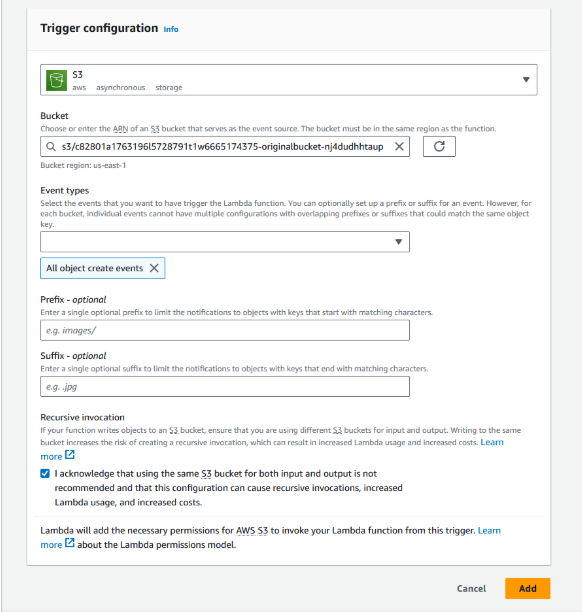 Trigger configuration Info
S3
aws asynchronous storage
Bucket
Choose or enter the ARN of an S3 bucket that serves as the event source. The bucket must be in the same region as the function.
s3/c82801a1763196l5728791t1w6665174375-originalbucket-nj4dudhhtaup
Bucket region: us-east-1
Event types
Select the events that you want to have trigger the Lambda function. You can optionally set up a prefix or suffix for an event. However, for
each bucket, individual events cannot have multiple configurations with overlapping prefixes or suffixes that could match the same object
key.
All object create events
Prefix - optional
Enter a single optional prefix to limit the notifications to objects with keys that start with matching characters.
e.g. images/
Suffix - optional
Enter a single optional suffix to limit the notifications to objects with keys that end with matching characters.
e.g. .jpg
Recursive invocation
If your function writes objects to an S3 bucket, ensure that you are using different S3 buckets for input and output. Writing to the same
bucket increases the risk of creating a recursive invocation, which can result in increased Lambda usage and increased costs. Learn
more
I acknowledge that using the same S3 bucket for both input and output is not
recommended and that this configuration can cause recursive invocations, increased
Lambda usage, and increased costs.
Lambda will add the necessary permissions for AWS S3 to invoke your Lambda function from this trigger. Learn
more about the Lambda permissions model.
Cancel Add